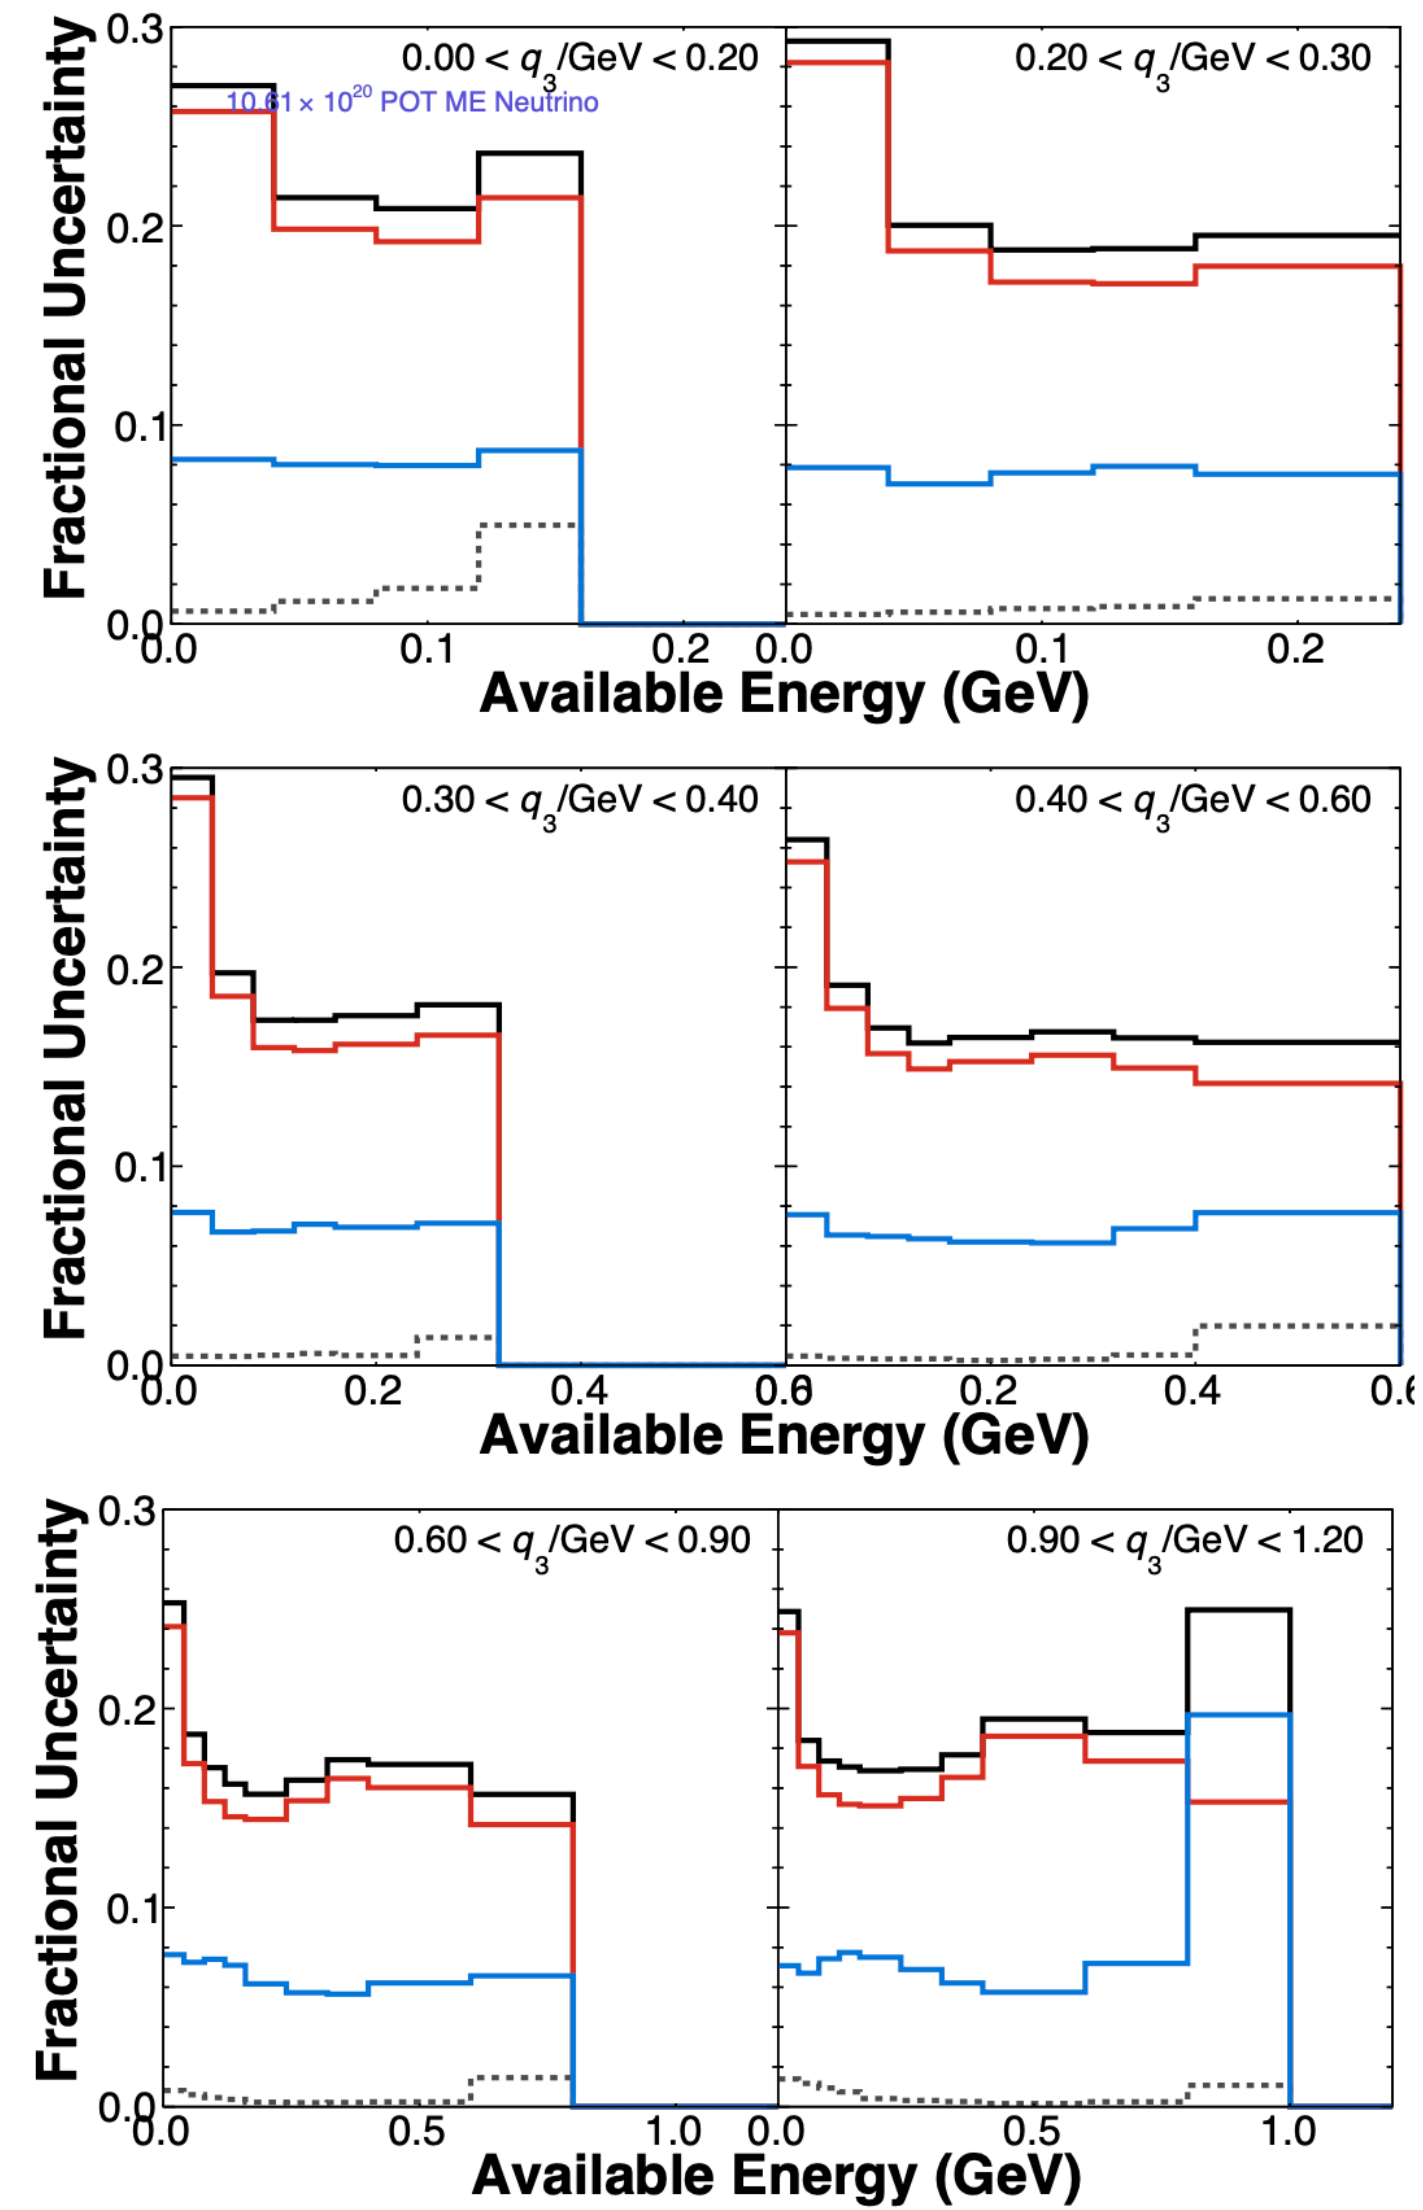 Fractional Uncertainty
0.3
0.2
0.1
0.0
0.00 < q3/GeV < 0.20
10.61 × 10^20 POT ME Neutrino
0.20 < q3/GeV < 0.30
0.0 0.1 0.2 0.0 0.1 0.2
Available Energy (GeV)
Fractional Uncertainty
0.3
0.2
0.1
0.0
0.30 < q3/GeV < 0.40
0.40 < q3/GeV < 0.60
0.0 0.2 0.4 0.6 0.2 0.4
Available Energy (GeV)
Fractional Uncertainty
0.3
0.2
0.1
0.0
0.60 < q3/GeV < 0.90
0.90 < q3/GeV < 1.20
0.0 0.5 1.0 0.0 0.5 1.0
Available Energy (GeV)